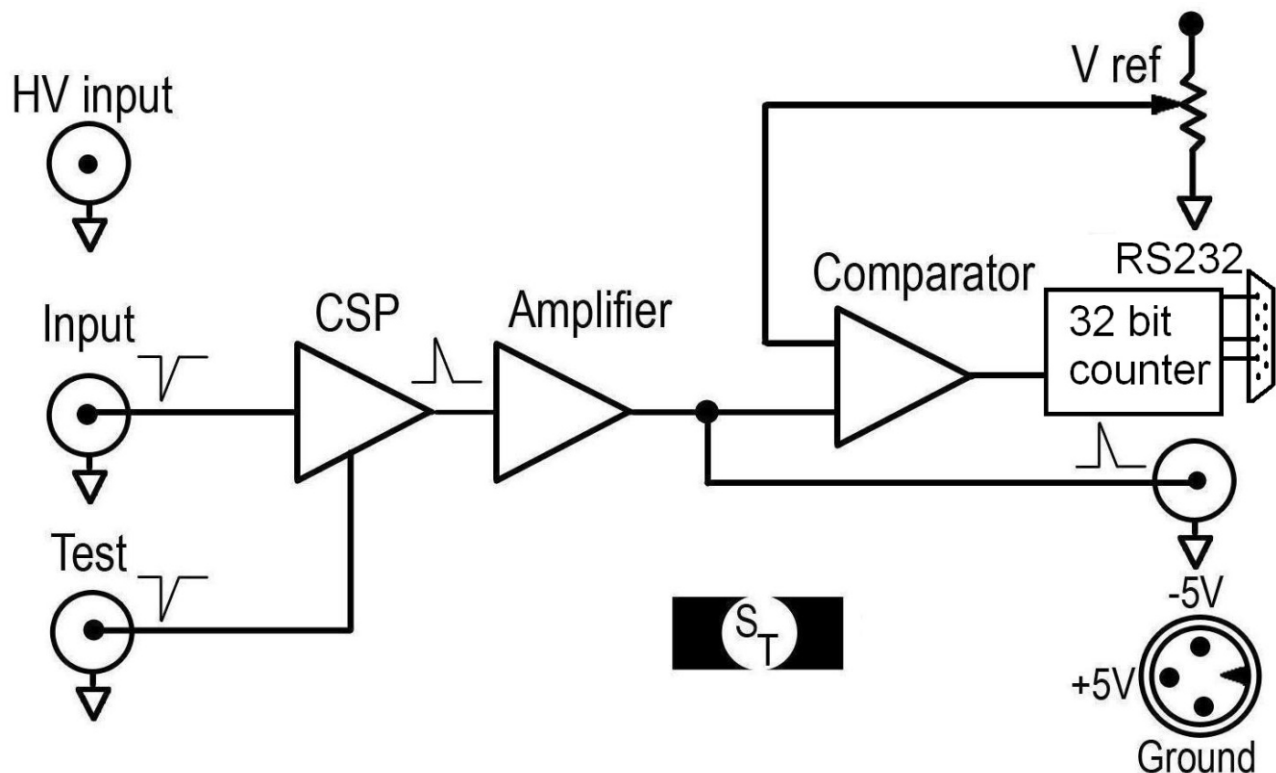 HV input
V ref
RS232
Comparator
32 bit
counter
CSP
Amplifier
Input
Test
S
T
-5V
+5V
Ground